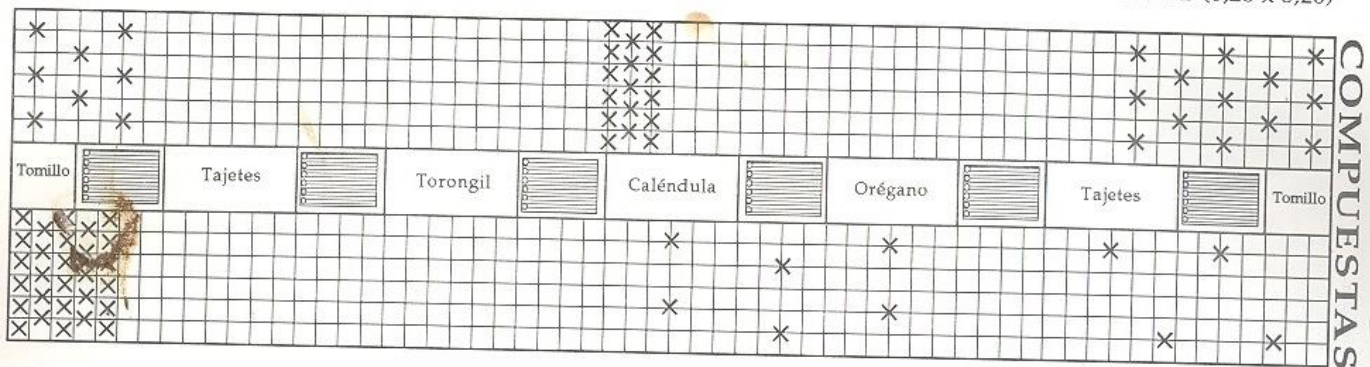 Tomillo
Tajetes
Torongil
Caléndula
Orégano
Tajetes
Tomillo
COMPUESTAS